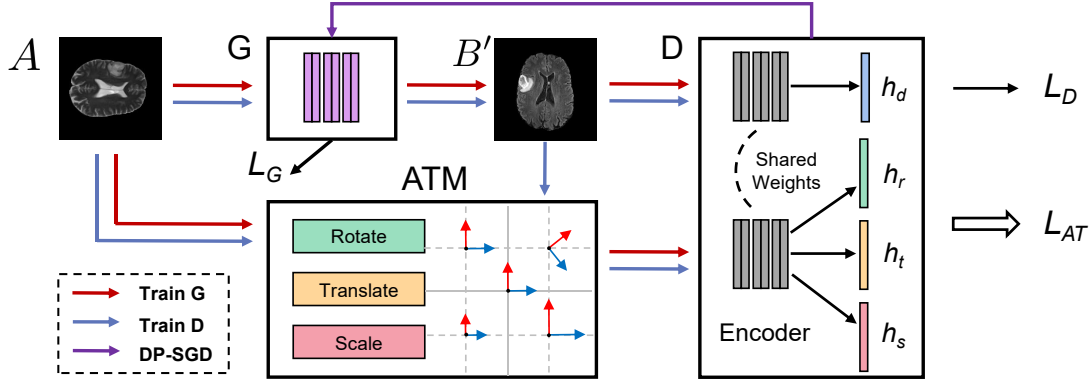 A
G
B′
D
h_d
L_D
L_G
ATM
Shared
Weights
h_r
Rotate
L_AT
h_t
Translate
Train G
Train D
DP-SGD
Scale
Encoder
h_s